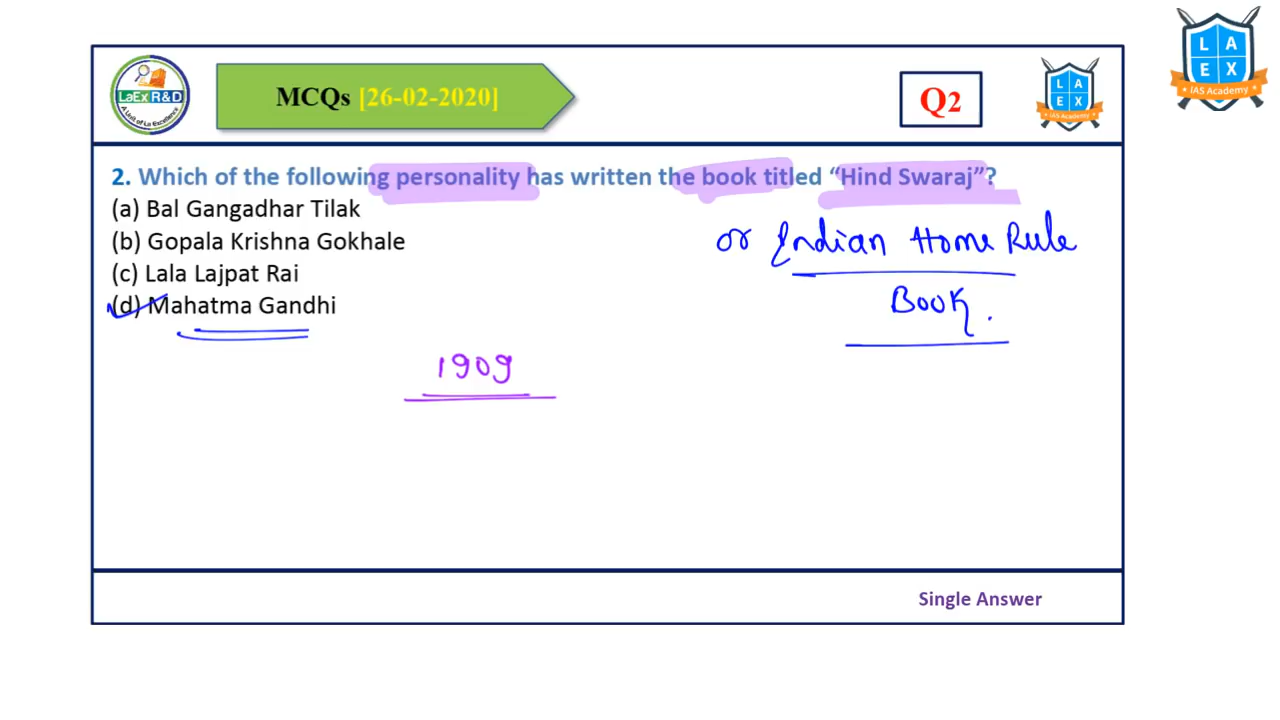 L A
E X
IAS Academy
LaEx R&D
A Unit of La Excellence
MCQs [26-02-2020]
Q2
L A
E X
IAS Academy
2. Which of the following personality has written the book titled “Hind Swaraj”?
(a) Bal Gangadhar Tilak
(b) Gopala Krishna Gokhale
(c) Lala Lajpat Rai
(d) Mahatma Gandhi
or Indian Home Rule
Book.
1909
Single Answer